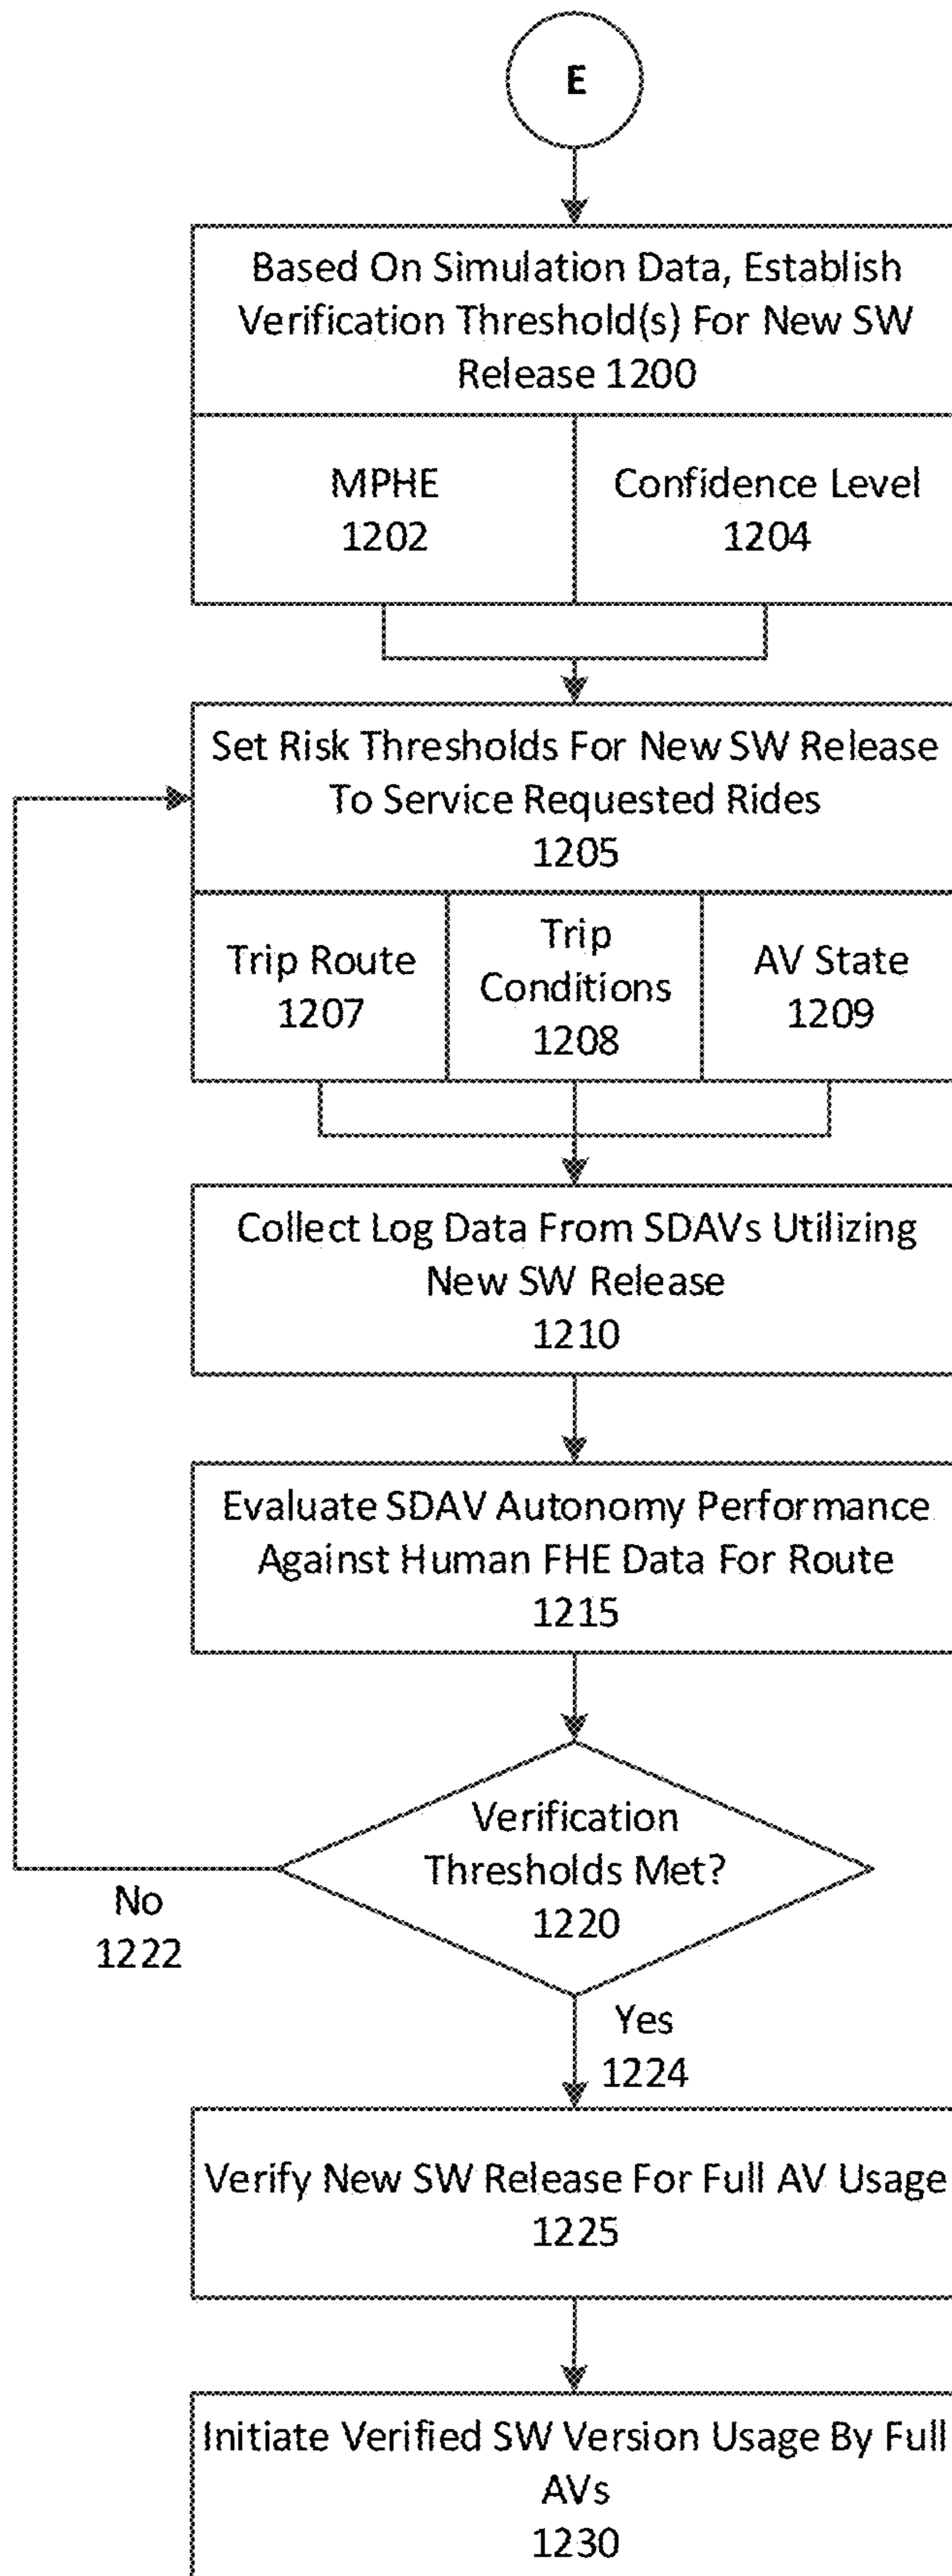 E
Based On Simulation Data, Establish
Verification Threshold(s) For New SW
Release 1200
MPHE
1202
Confidence Level
1204
Set Risk Thresholds For New SW Release
To Service Requested Rides
1205
Trip Route
1207
Trip
Conditions
1208
AV State
1209
Collect Log Data From SDAVs Utilizing
New SW Release
1210
Evaluate SDAV Autonomy Performance
Against Human FHE Data For Route
1215
Verification
Thresholds Met?
1220
No
1222
Yes
1224
Verify New SW Release For Full AV Usage
1225
Initiate Verified SW Version Usage By Full
AVs
1230